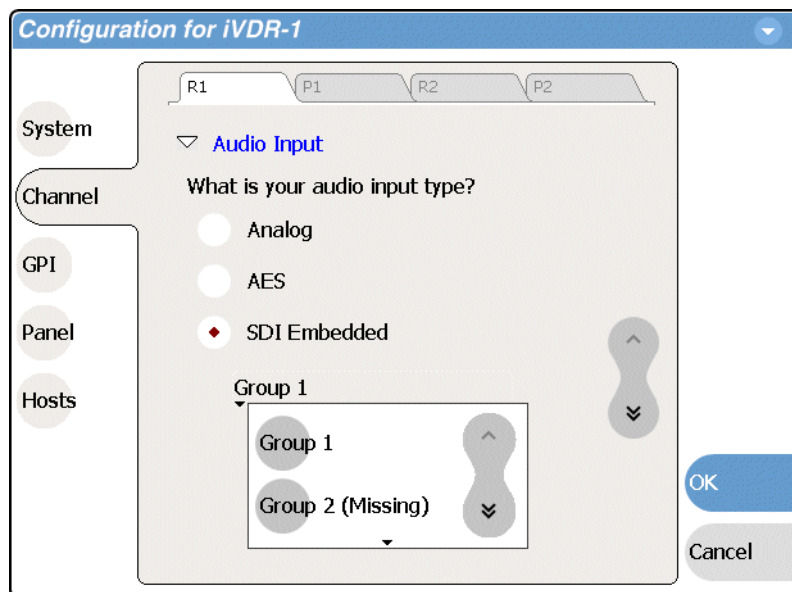 Configuration for iVDR-1
R1 P1 R2 P2
System
Channel
GPI
Panel
Hosts
Audio Input
What is your audio input type?
Analog
AES
SDI Embedded
Group 1
Group 1
Group 2 (Missing)
OK
Cancel